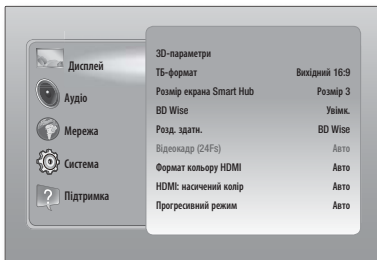 Дисплей
Аудіо
Мережа
Система
Підтримка
3D-параметри
ТБ-формат Вихідний 16:9
Розмір екрана Smart Hub Розмір 3
BD Wise Увімк.
Розд. здатн. BD Wise
Відеокадр (24Fs) Авто
Формат кольору HDMI Авто
HDMI: насичений колір Авто
Прогресивний режим Авто